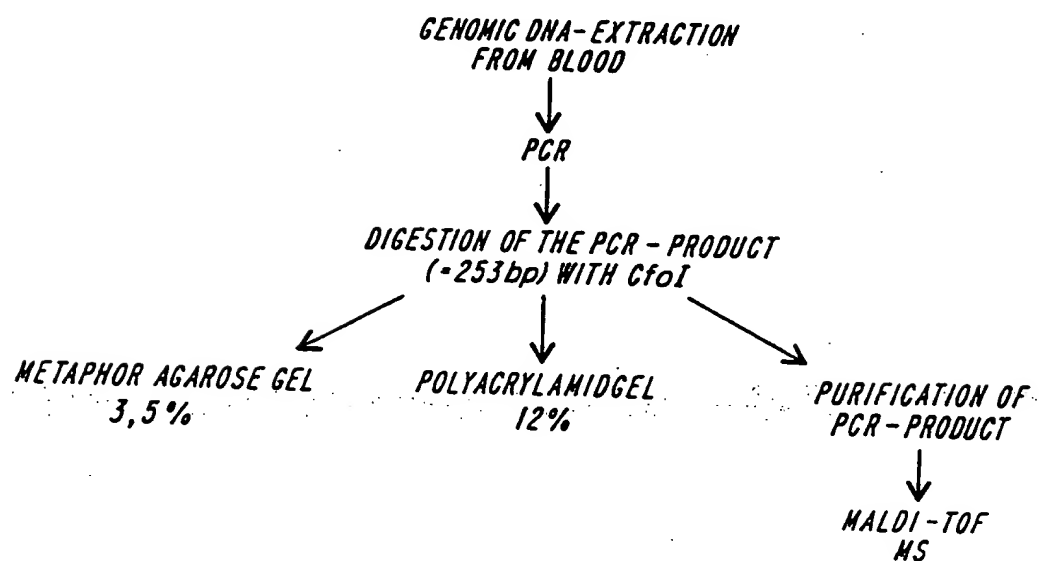 GENOMIC DNA-EXTRACTION
FROM BLOOD
PCR
DIGESTION OF THE PCR-PRODUCT
(=253bp) WITH CfoI
METAPHOR AGAROSE GEL
3,5%
POLYACRYLAMIDGEL
12%
PURIFICATION OF
PCR-PRODUCT
MALDI-TOF
MS